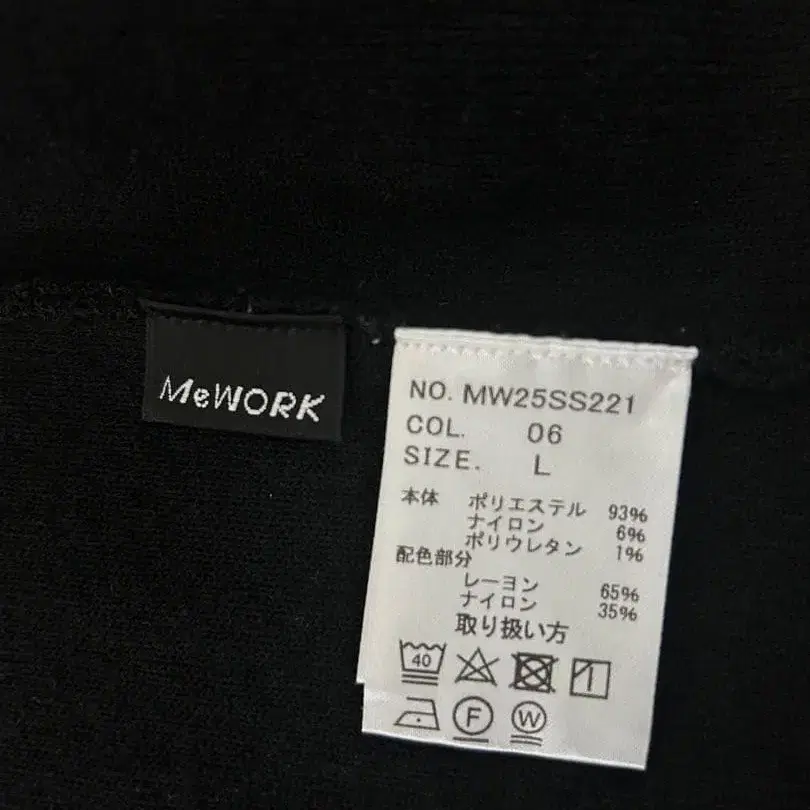 MeWORK
NO. MW25SS221
COL. 06
SIZE. L
本体 ポリエステル 93%
ナイロン 6%
ポリウレタン 1%
配色部分
レーヨン 65%
ナイロン 35%
取り扱い方
40
F W